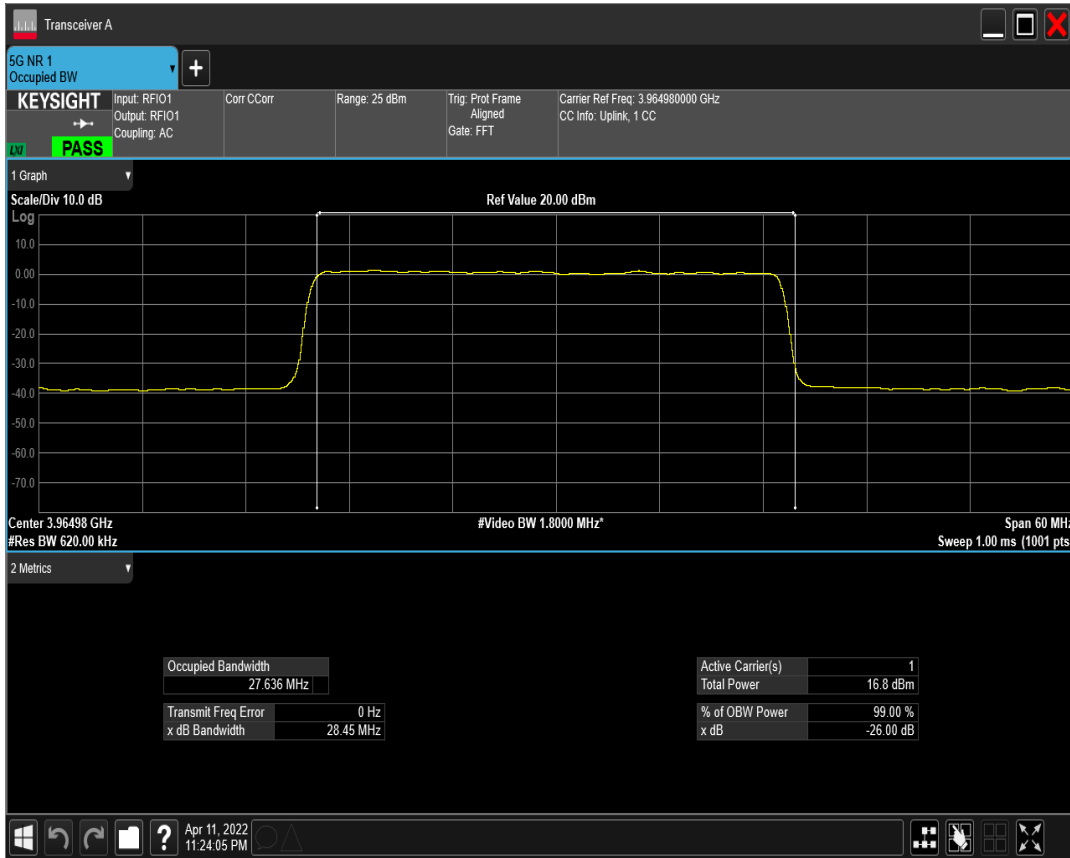 Transceiver A
5G NR 1
Occupied BW
KEYSIGHT
LXI
PASS
Input: RFIO1
Output: RFIO1
Coupling: AC
Corr CCorr
Range: 25 dBm
Trig: Prot Frame
Aligned
Gate: FFT
Carrier Ref Freq: 3.964980000 GHz
CC Info: Uplink, 1 CC
1 Graph
Scale/Div 10.0 dB
Ref Value 20.00 dBm
Log
10.0
0.00
-10.0
-20.0
-30.0
-40.0
-50.0
-60.0
-70.0
Center 3.96498 GHz
#Video BW 1.8000 MHz*
Span 60 MHz
#Res BW 620.00 kHz
Sweep 1.00 ms (1001 pts
2 Metrics
Occupied Bandwidth
27.636 MHz
Transmit Freq Error 0 Hz
x dB Bandwidth 28.45 MHz
Active Carrier(s) 1
Total Power 16.8 dBm
% of OBW Power 99.00 %
x dB -26.00 dB
?
Apr 11, 2022
11:24:05 PM